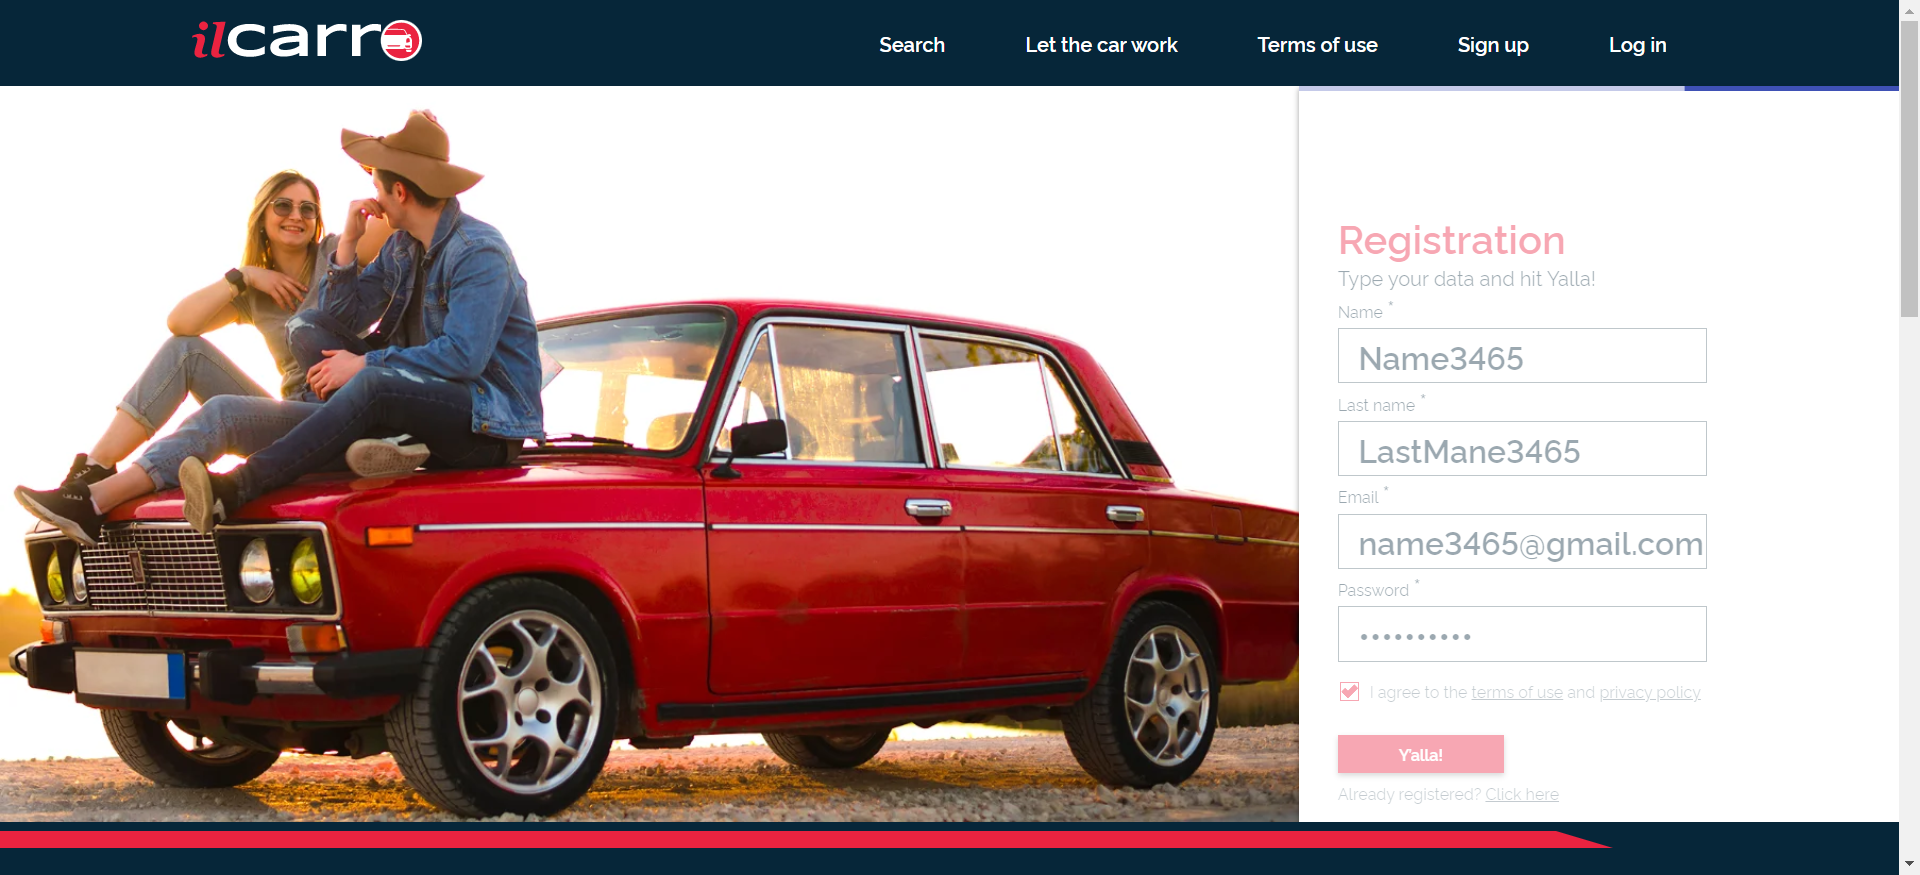 ilcarro
Search Let the car work Terms of use Sign up Log in
Registration
Type your data and hit Yalla!
Name *
Name3465
Last name *
LastMane3465
Email *
name3465@gmail.com
Password *
••••••••••
I agree to the terms of use and privacy policy
Y'alla!
Already registered? Click here